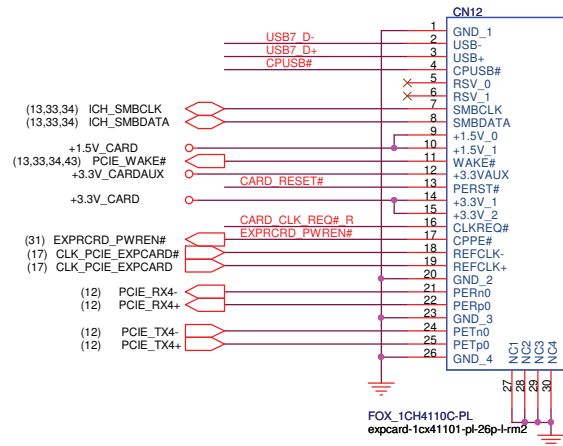 CN12
1 GND_1
USB7_D- 2 USB-
USB7_D+ 3 USB+
CPUSB# 4 CPUSB#
5 RSV_0
6 RSV_1
(13,33,34) ICH_SMBCLK 7 SMBCLK
(13,33,34) ICH_SMBDATA 8 SMBDATA
9 +1.5V_0
+1.5V_CARD 10 +1.5V_1
(13,33,34,43) PCIE_WAKE# 11 WAKE#
+3.3V_CARDAUX 12 +3.3VAUX
CARD_RESET# 13 PERST#
+3.3V_CARD 14 +3.3V_1
15 +3.3V_2
CARD_CLK_REQ#_R 16 CLKREQ#
(31) EXPRCRD_PWREN# EXPRCRD_PWREN# 17 CPPE#
(17) CLK_PCIE_EXPCARD# 18 REFCLK-
(17) CLK_PCIE_EXPCARD 19 REFCLK+
20 GND_2
(12) PCIE_RX4- 21 PERn0
(12) PCIE_RX4+ 22 PERp0
23 GND_3
(12) PCIE_TX4- 24 PETn0
(12) PCIE_TX4+ 25 PETp0
26 GND_4
NC1 NC2 NC3 NC4
27 28 29 30
FOX_1CH4110C-PL
expcard-1cx41101-pl-26p-l-rm2